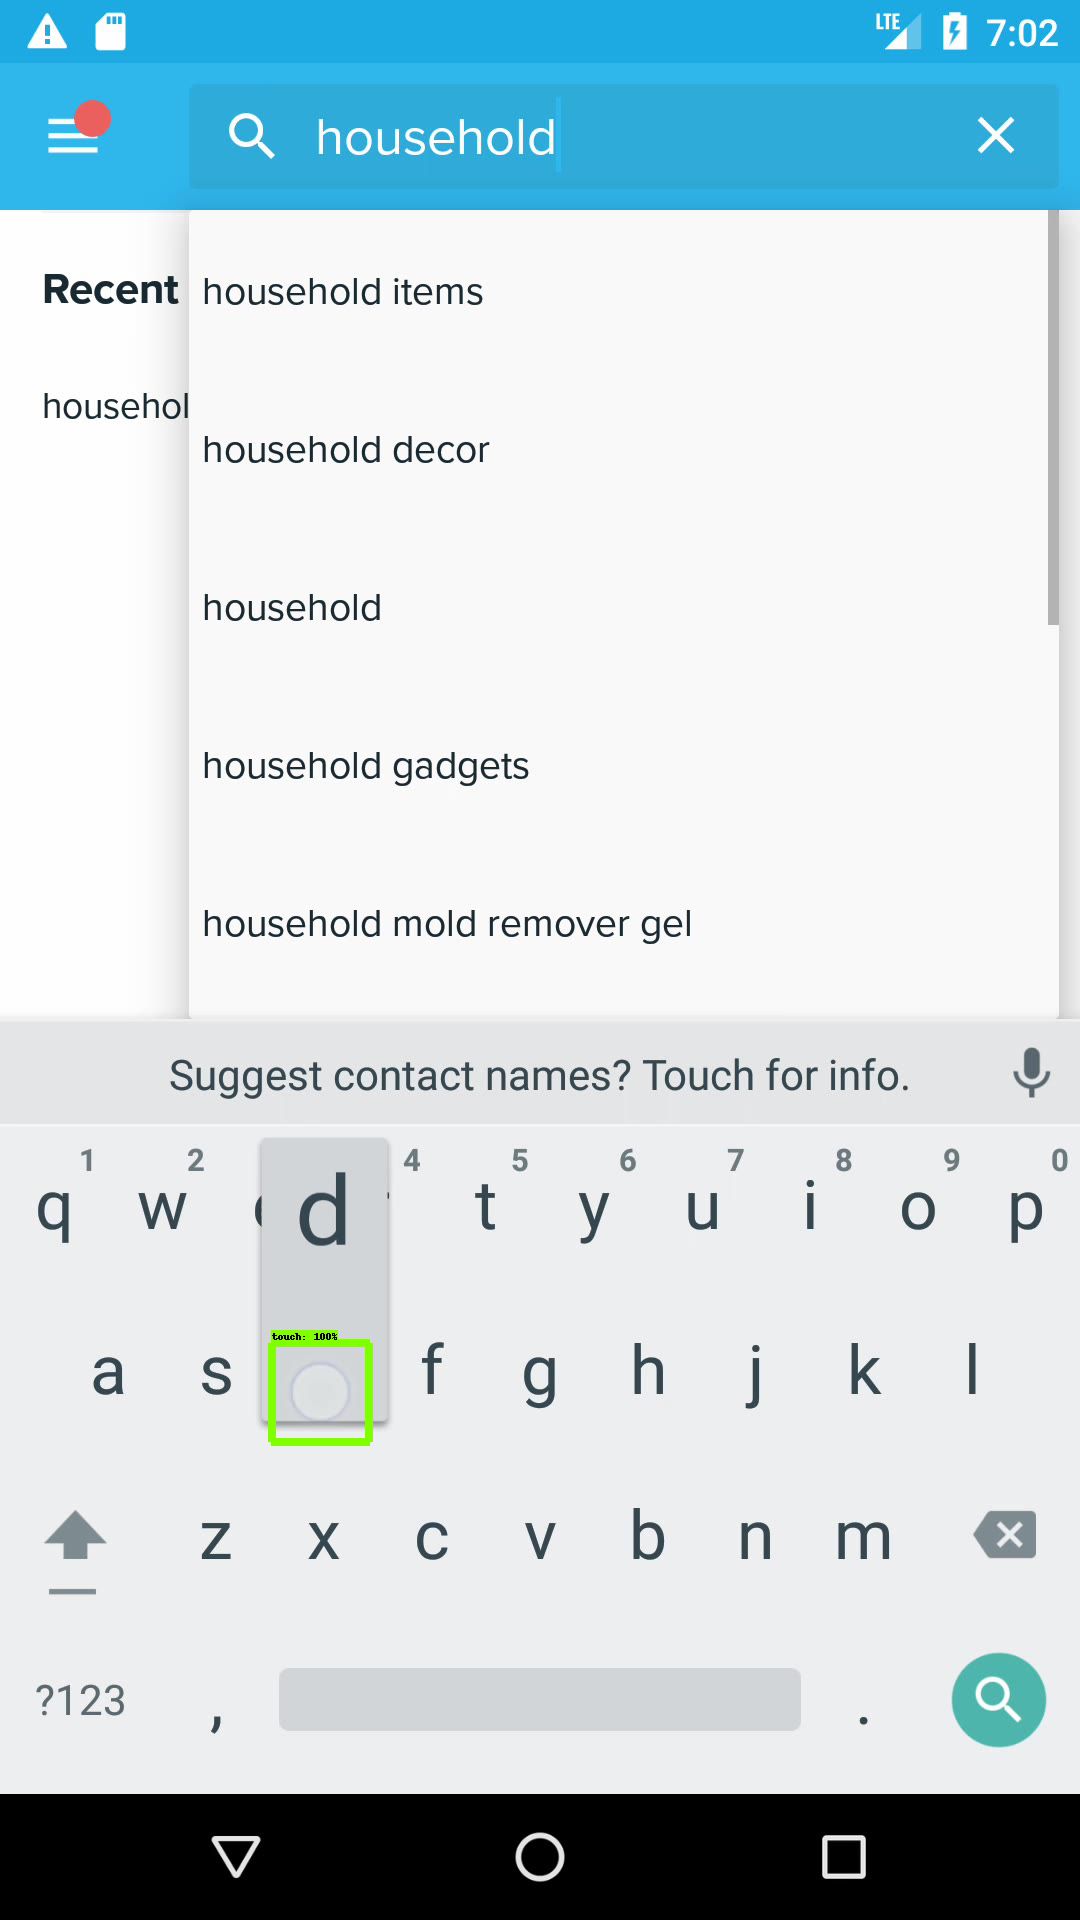 LTE 7:02
household
Recent
househol
household items
household decor
household
household gadgets
household mold remover gel
Suggest contact names? Touch for info.
1 2 4 5 6 7 8 9 0
q w d t y u i o p
touch: 100%
a s f g h j k l
z x c v b n m
?123 , .